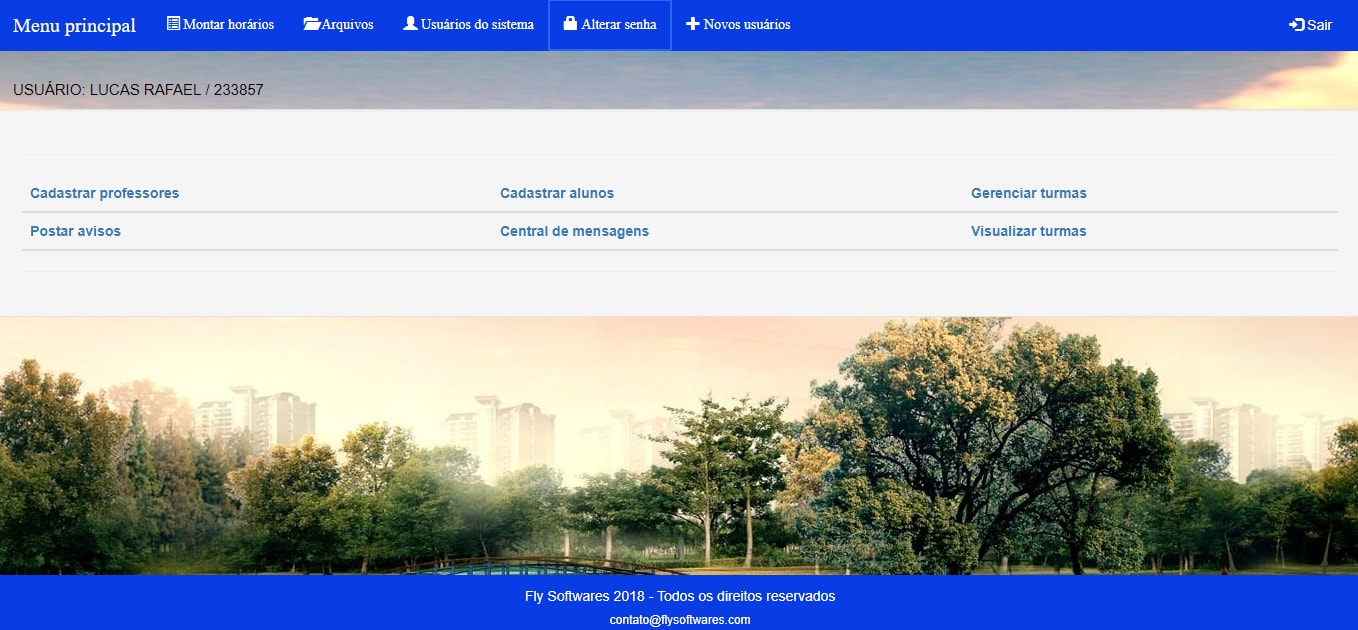 Menu principal Montar horários Arquivos Usuários do sistema Alterar senha Novos usuários Sair
USUÁRIO: LUCAS RAFAEL / 233857
Cadastrar professores Cadastrar alunos Gerenciar turmas
Postar avisos Central de mensagens Visualizar turmas
Fly Softwares 2018 - Todos os direitos reservados
contato@flysoftwares.com